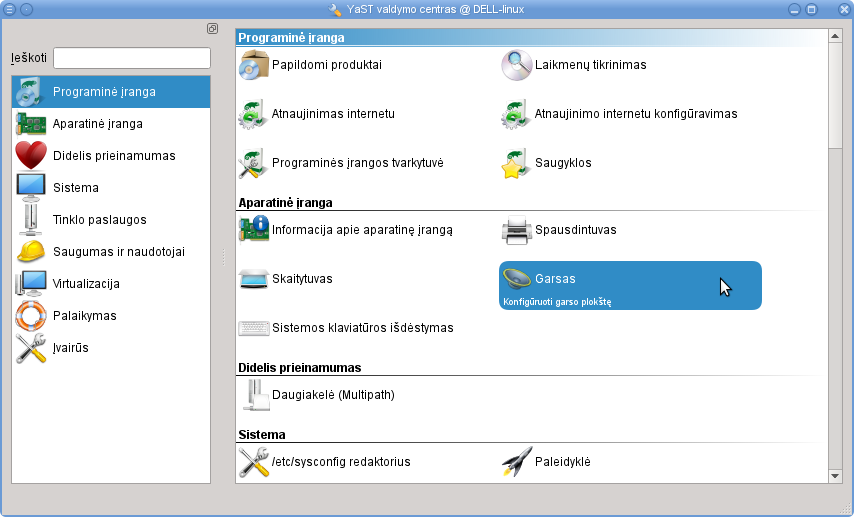 YaST valdymo centras @ DELL-linux
Ieškoti
Programinė įranga
Aparatinė įranga
Didelis prieinamumas
Sistema
Tinklo paslaugos
Saugumas ir naudotojai
Virtualizacija
Palaikymas
Įvairūs
Programinė įranga
Papildomi produktai
Laikmenų tikrinimas
Atnaujinimas internetu
Atnaujinimo internetu konfigūravimas
Programinės įrangos tvarkytuvė
Saugyklos
Aparatinė įranga
Informacija apie aparatinę įrangą
Spausdintuvas
Skaitytuvas
Garsas
Konfigūruoti garso plokštę
Sistemos klaviatūros išdėstymas
Didelis prieinamumas
Daugiakelė (Multipath)
Sistema
/etc/sysconfig redaktorius
Paleidyklė